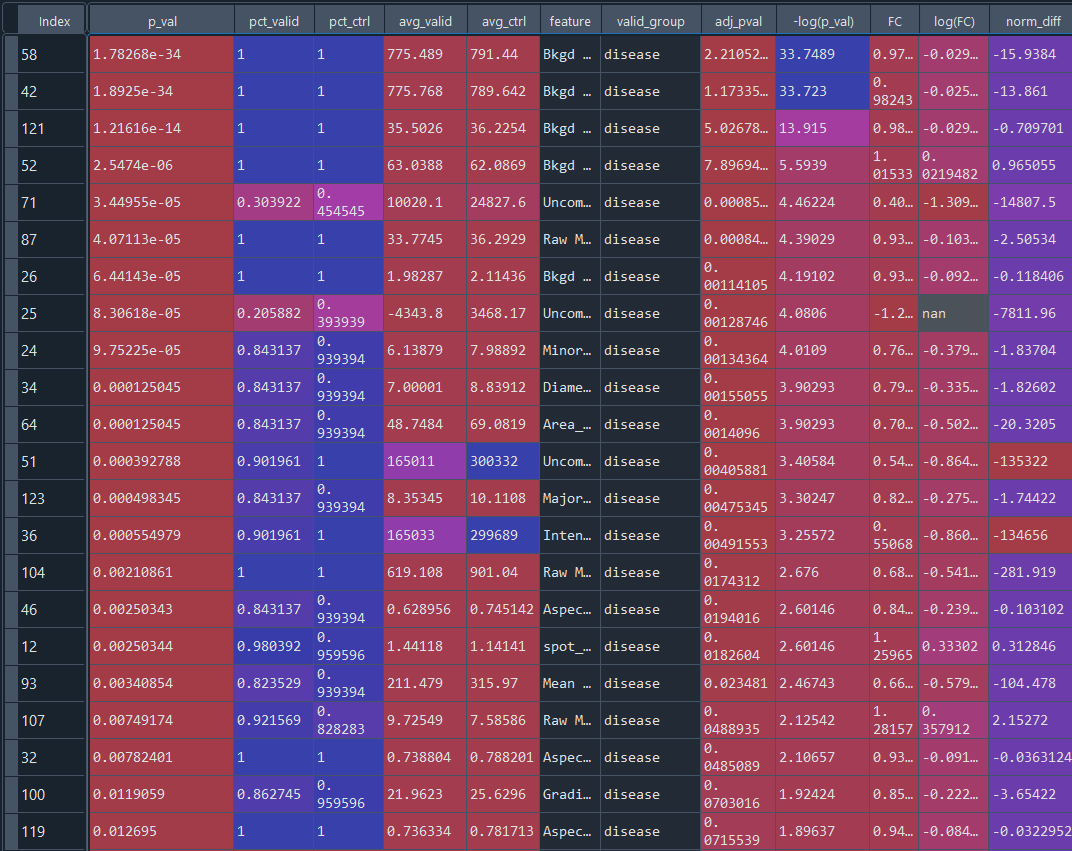 Index p_val pct_valid pct_ctrl avg_valid avg_ctrl feature valid_group adj_pval -log(p_val) FC log(FC) norm_diff
58 1.78268e-34 1 1 775.489 791.44 Bkgd … disease 2.21052… 33.7489 0.97… -0.029… -15.9384
42 1.8925e-34 1 1 775.768 789.642 Bkgd … disease 1.17335… 33.723 0.98243 -0.025… -13.861
121 1.21616e-14 1 1 35.5026 36.2254 Bkgd … disease 5.02678… 13.915 0.98… -0.029… -0.709701
52 2.5474e-06 1 1 63.0388 62.0869 Bkgd … disease 7.89694… 5.5939 1.01533 0.0219482 0.965055
71 3.44955e-05 0.303922 0.454545 10020.1 24827.6 Uncom… disease 0.00085… 4.46224 0.40… -1.309… -14807.5
87 4.07113e-05 1 1 33.7745 36.2929 Raw M… disease 0.00084… 4.39029 0.93… -0.103… -2.50534
26 6.44143e-05 1 1 1.98287 2.11436 Bkgd … disease 0.00114105 4.19102 0.93… -0.092… -0.118406
25 8.30618e-05 0.205882 0.393939 -4343.8 3468.17 Uncom… disease 0.00128746 4.0806 -1.2… nan -7811.96
24 9.75225e-05 0.843137 0.939394 6.13879 7.98892 Minor… disease 0.00134364 4.0109 0.76… -0.379… -1.83704
34 0.000125045 0.843137 0.939394 7.00001 8.83912 Diame… disease 0.00155055 3.90293 0.79… -0.335… -1.82602
64 0.000125045 0.843137 0.939394 48.7484 69.0819 Area_… disease 0.0014096 3.90293 0.70… -0.502… -20.3205
51 0.000392788 0.901961 1 165011 300332 Uncom… disease 0.00405881 3.40584 0.54… -0.864… -135322
123 0.000498345 0.843137 0.939394 8.35345 10.1108 Major… disease 0.00475345 3.30247 0.82… -0.275… -1.74422
36 0.000554979 0.901961 1 165033 299689 Inten… disease 0.00491553 3.25572 0.55068 -0.860… -134656
104 0.00210861 1 1 619.108 901.04 Raw M… disease 0.0174312 2.676 0.68… -0.541… -281.919
46 0.00250343 0.843137 0.939394 0.628956 0.745142 Aspec… disease 0.0194016 2.60146 0.84… -0.239… -0.103102
12 0.00250344 0.980392 0.959596 1.44118 1.14141 spot_… disease 0.0182604 2.60146 1.25965 0.33302 0.312846
93 0.00340854 0.823529 0.939394 211.479 315.97 Mean … disease 0.023481 2.46743 0.66… -0.579… -104.478
107 0.00749174 0.921569 0.828283 9.72549 7.58586 Raw M… disease 0.0488935 2.12542 1.28157 0.357912 2.15272
32 0.00782401 1 1 0.738804 0.788201 Aspec… disease 0.0485089 2.10657 0.93… -0.091… -0.0363124
100 0.0119059 0.862745 0.959596 21.9623 25.6296 Gradi… disease 0.0703016 1.92424 0.85… -0.222… -3.65422
119 0.012695 1 1 0.736334 0.781713 Aspec… disease 0.0715539 1.89637 0.94… -0.084… -0.0322952